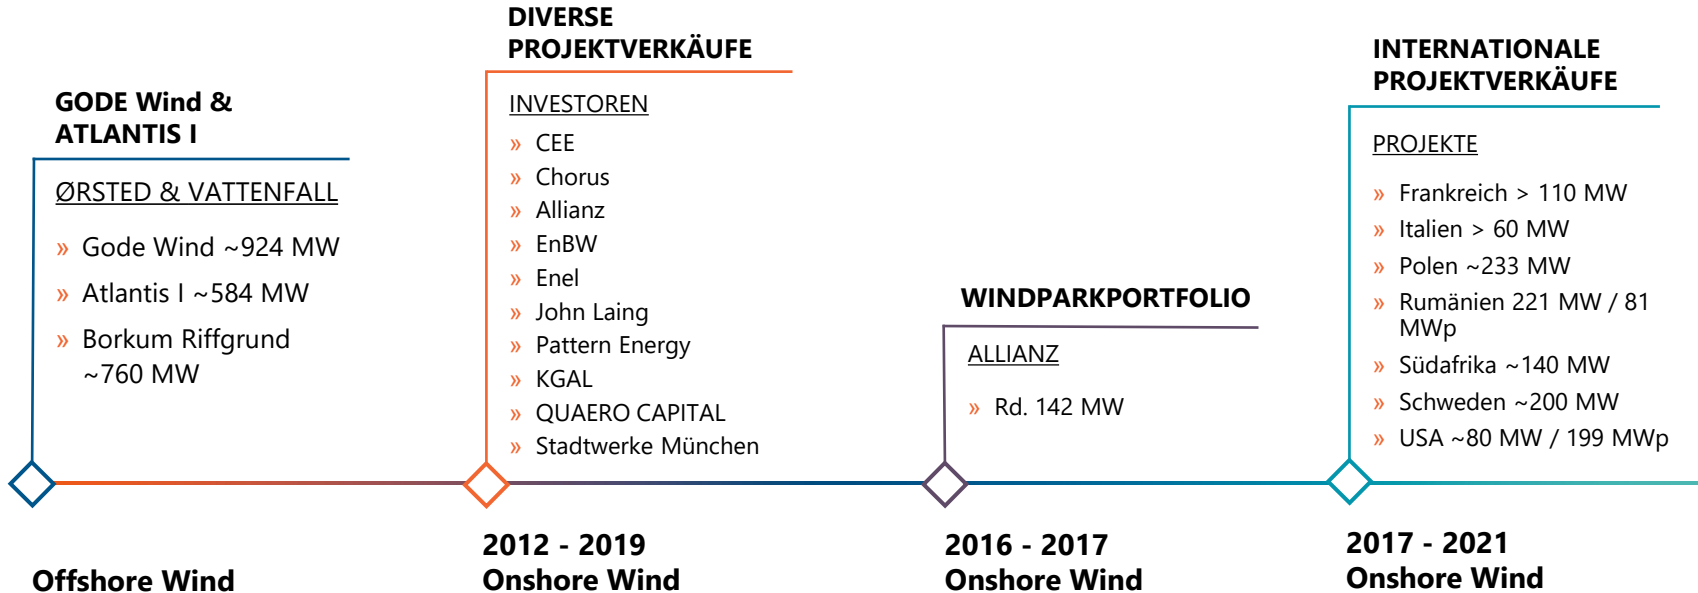 GODE Wind &
ATLANTIS I
ØRSTED & VATTENFALL
» Gode Wind ~924 MW
» Atlantis I ~584 MW
» Borkum Riffgrund
~760 MW
Offshore Wind
DIVERSE
PROJEKTVERKÄUFE
INVESTOREN
» CEE
» Chorus
» Allianz
» EnBW
» Enel
» John Laing
» Pattern Energy
» KGAL
» QUAERO CAPITAL
» Stadtwerke München
2012 - 2019
Onshore Wind
WINDPARKPORTFOLIO
ALLIANZ
» Rd. 142 MW
2016 - 2017
Onshore Wind
INTERNATIONALE
PROJEKTVERKÄUFE
PROJEKTE
» Frankreich > 110 MW
» Italien > 60 MW
» Polen ~233 MW
» Rumänien 221 MW / 81
MWp
» Südafrika ~140 MW
» Schweden ~200 MW
» USA ~80 MW / 199 MWp
2017 - 2021
Onshore Wind